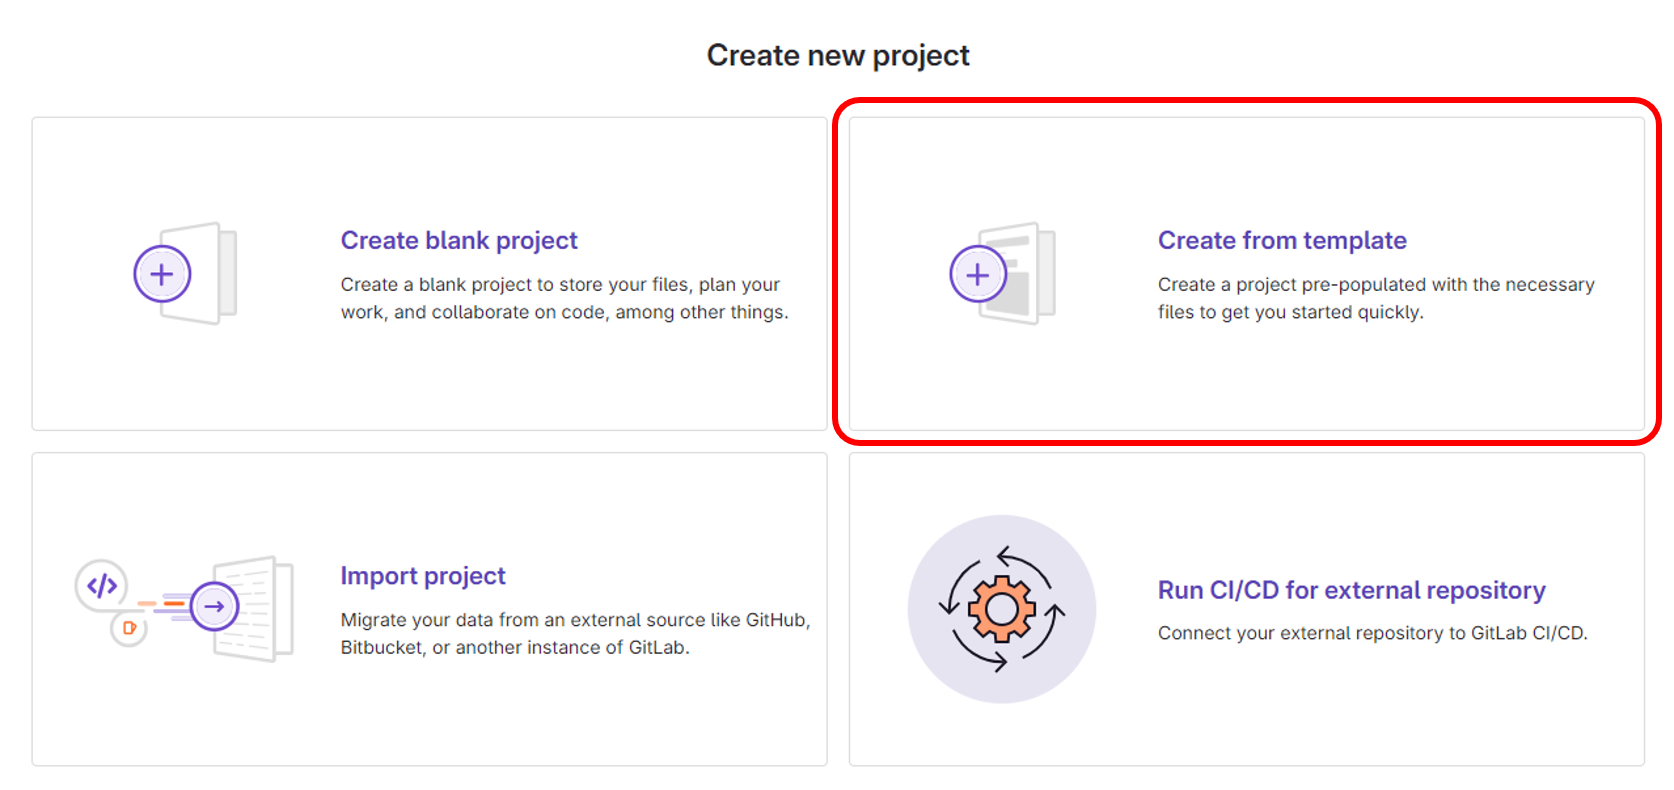 Create new project
Create blank project
Create a blank project to store your files, plan your
work, and collaborate on code, among other things.
Create from template
Create a project pre-populated with the necessary
files to get you started quickly.
Import project
Migrate your data from an external source like GitHub,
Bitbucket, or another instance of GitLab.
Run CI/CD for external repository
Connect your external repository to GitLab CI/CD.